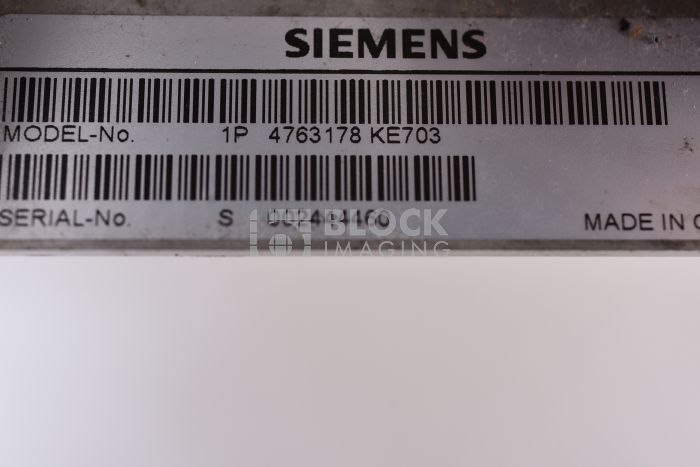 SIEMENS
MODEL-No. 1P 4763178 KE703
SERIAL-No. S
MADE IN
BLOCK
IMAGING